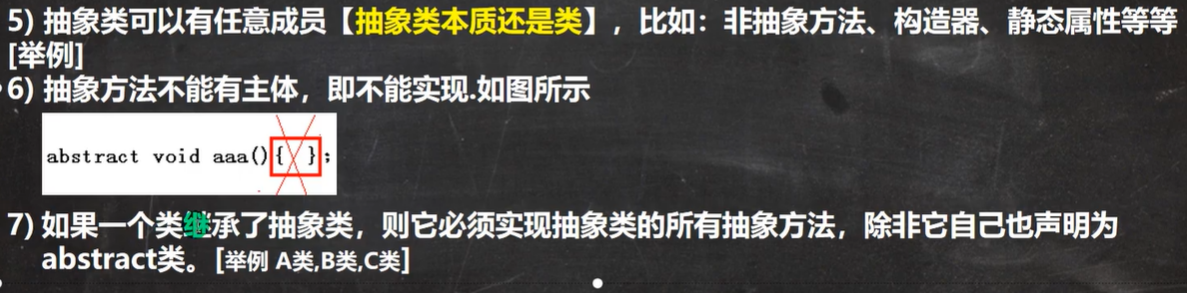 5) 抽象类可以有任意成员【抽象类本质还是类】，比如：非抽象方法、构造器、静态属性等等
[举例]
6) 抽象方法不能有主体，即不能实现.如图所示
abstract void aaa(){ };
7) 如果一个类继承了抽象类，则它必须实现抽象类的所有抽象方法，除非它自己也声明为
abstract类。[举例 A类,B类,C类]